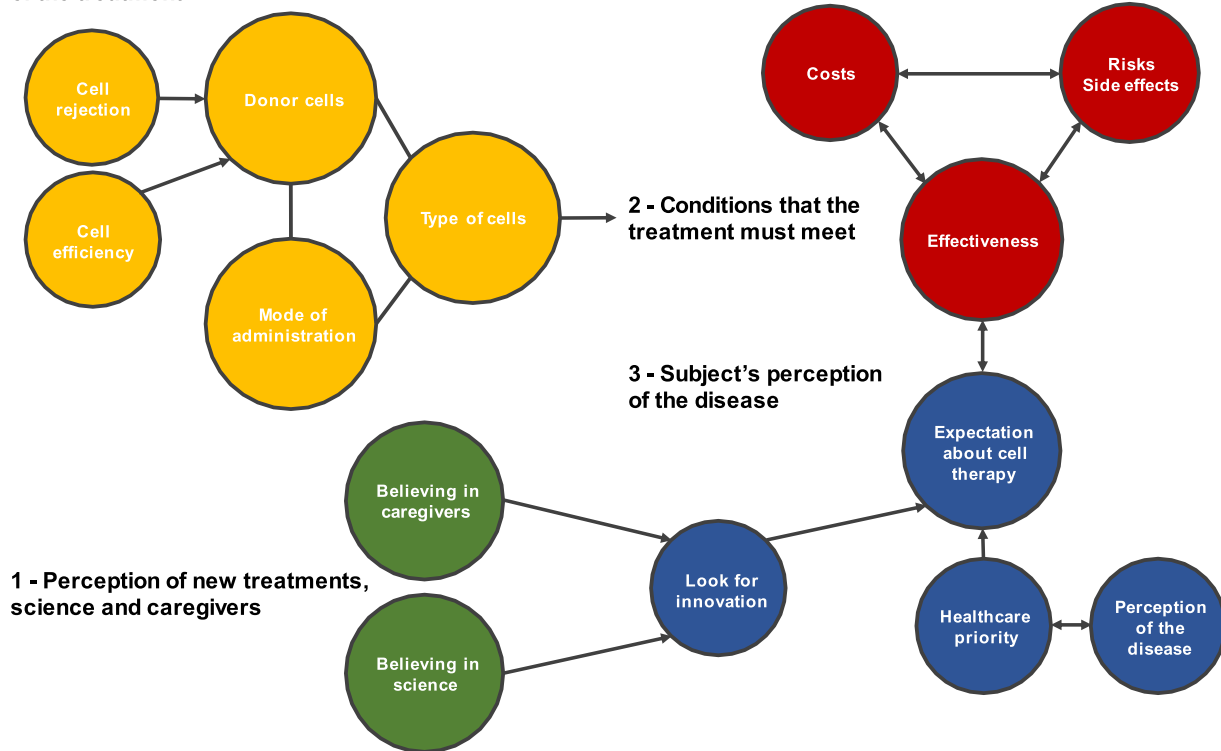 Cell
rejection
Donor cells
Cell
efficiency
Mode of
administration
Type of cells
Costs
Risks
Side effects
Effectiveness
2 - Conditions that the
treatment must meet
3 - Subject’s perception
of the disease
Expectation
about cell
therapy
Believing in
caregivers
Look for
innovation
1 - Perception of new treatments,
science and caregivers
Believing in
science
Healthcare
priority
Perception
of the
disease